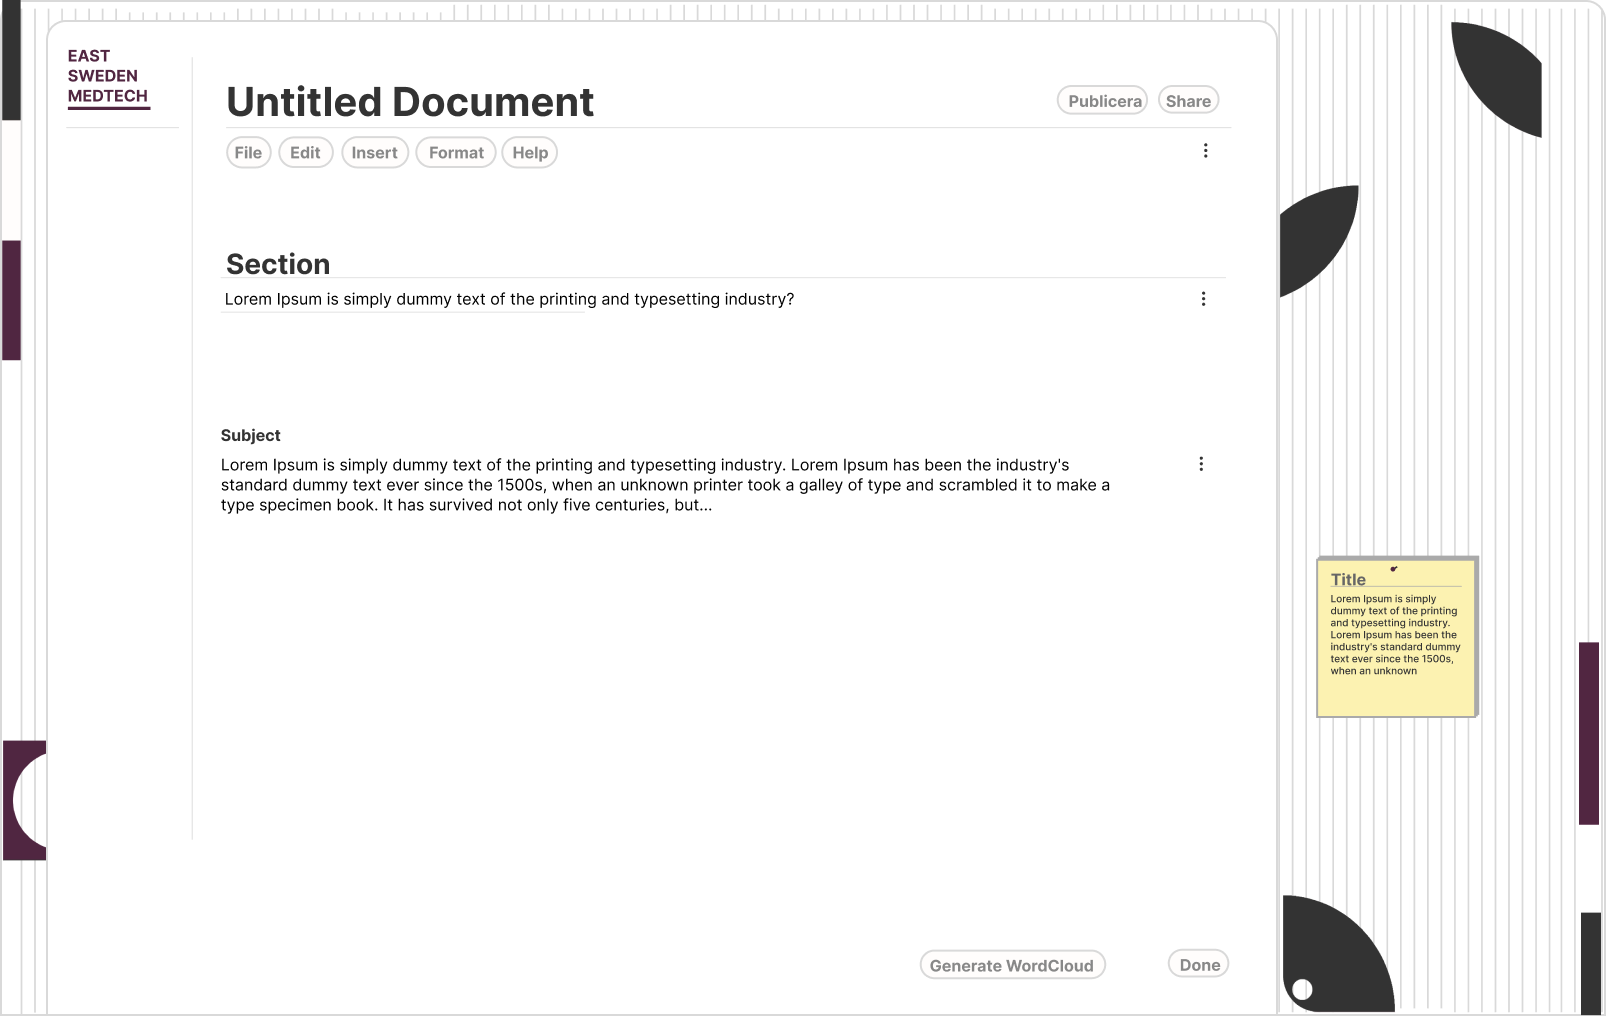 EAST
SWEDEN
MEDTECH
Untitled Document
Publicera
Share
File
Edit
Insert
Format
Help
Section
Lorem Ipsum is simply dummy text of the printing and typesetting industry?
Subject
Lorem Ipsum is simply dummy text of the printing and typesetting industry. Lorem Ipsum has been the industry's
standard dummy text ever since the 1500s, when an unknown printer took a galley of type and scrambled it to make a
type specimen book. It has survived not only five centuries, but...
Title
Lorem Ipsum is simply
dummy text of the printing
and typesetting industry.
Lorem Ipsum has been the
industry's standard dummy
text ever since the 1500s,
when an unknown
Generate WordCloud
Done